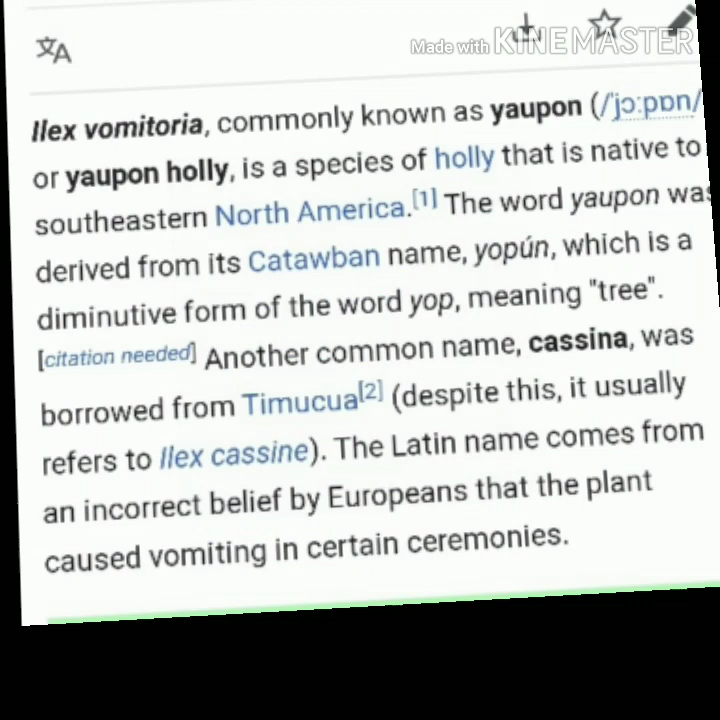 Made with KINEMASTER
Ilex vomitoria, commonly known as yaupon (/ˈjɔːpɒn/
or yaupon holly, is a species of holly that is native to
southeastern North America.[1] The word yaupon was
derived from its Catawban name, yopún, which is a
diminutive form of the word yop, meaning "tree".
[citation needed] Another common name, cassina, was
borrowed from Timucua[2] (despite this, it usually
refers to Ilex cassine). The Latin name comes from
an incorrect belief by Europeans that the plant
caused vomiting in certain ceremonies.